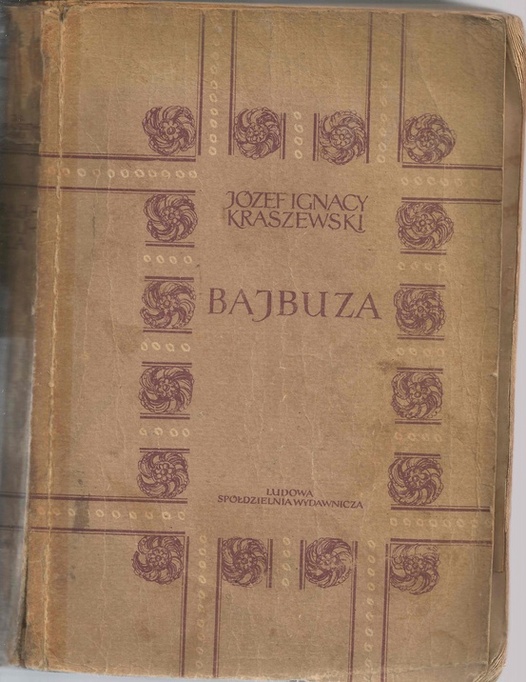 JÓZEF IGNACY
KRASZEWSKI
BAJBUZA
LUDOWA
SPÓŁDZIELNIA WYDAWNICZA